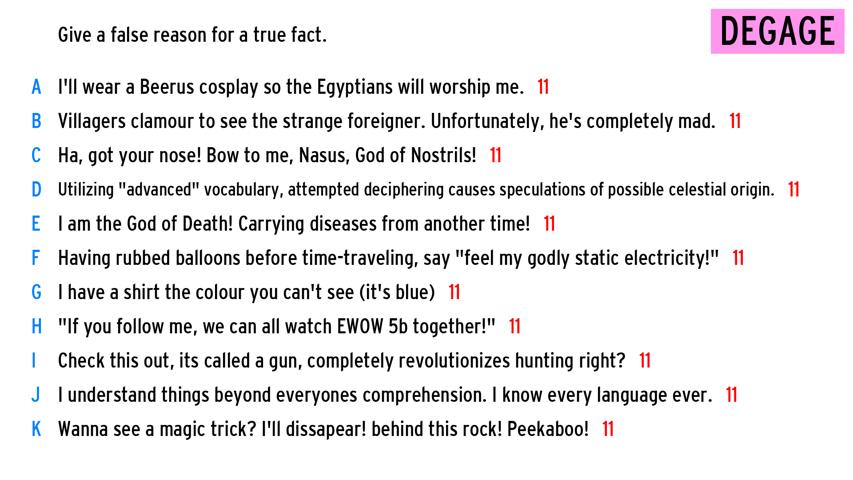 Give a false reason for a true fact.
DEGAGE
A I'll wear a Beerus cosplay so the Egyptians will worship me. 11
B Villagers clamour to see the strange foreigner. Unfortunately, he's completely mad. 11
C Ha, got your nose! Bow to me, Nasus, God of Nostrils! 11
D Utilizing "advanced" vocabulary, attempted deciphering causes speculations of possible celestial origin. 11
E I am the God of Death! Carrying diseases from another time! 11
F Having rubbed balloons before time-traveling, say "feel my godly static electricity!" 11
G I have a shirt the colour you can't see (it's blue) 11
H "If you follow me, we can all watch EWOW 5b together!" 11
I Check this out, its called a gun, completely revolutionizes hunting right? 11
J I understand things beyond everyones comprehension. I know every language ever. 11
K Wanna see a magic trick? I'll dissapear! behind this rock! Peekaboo! 11